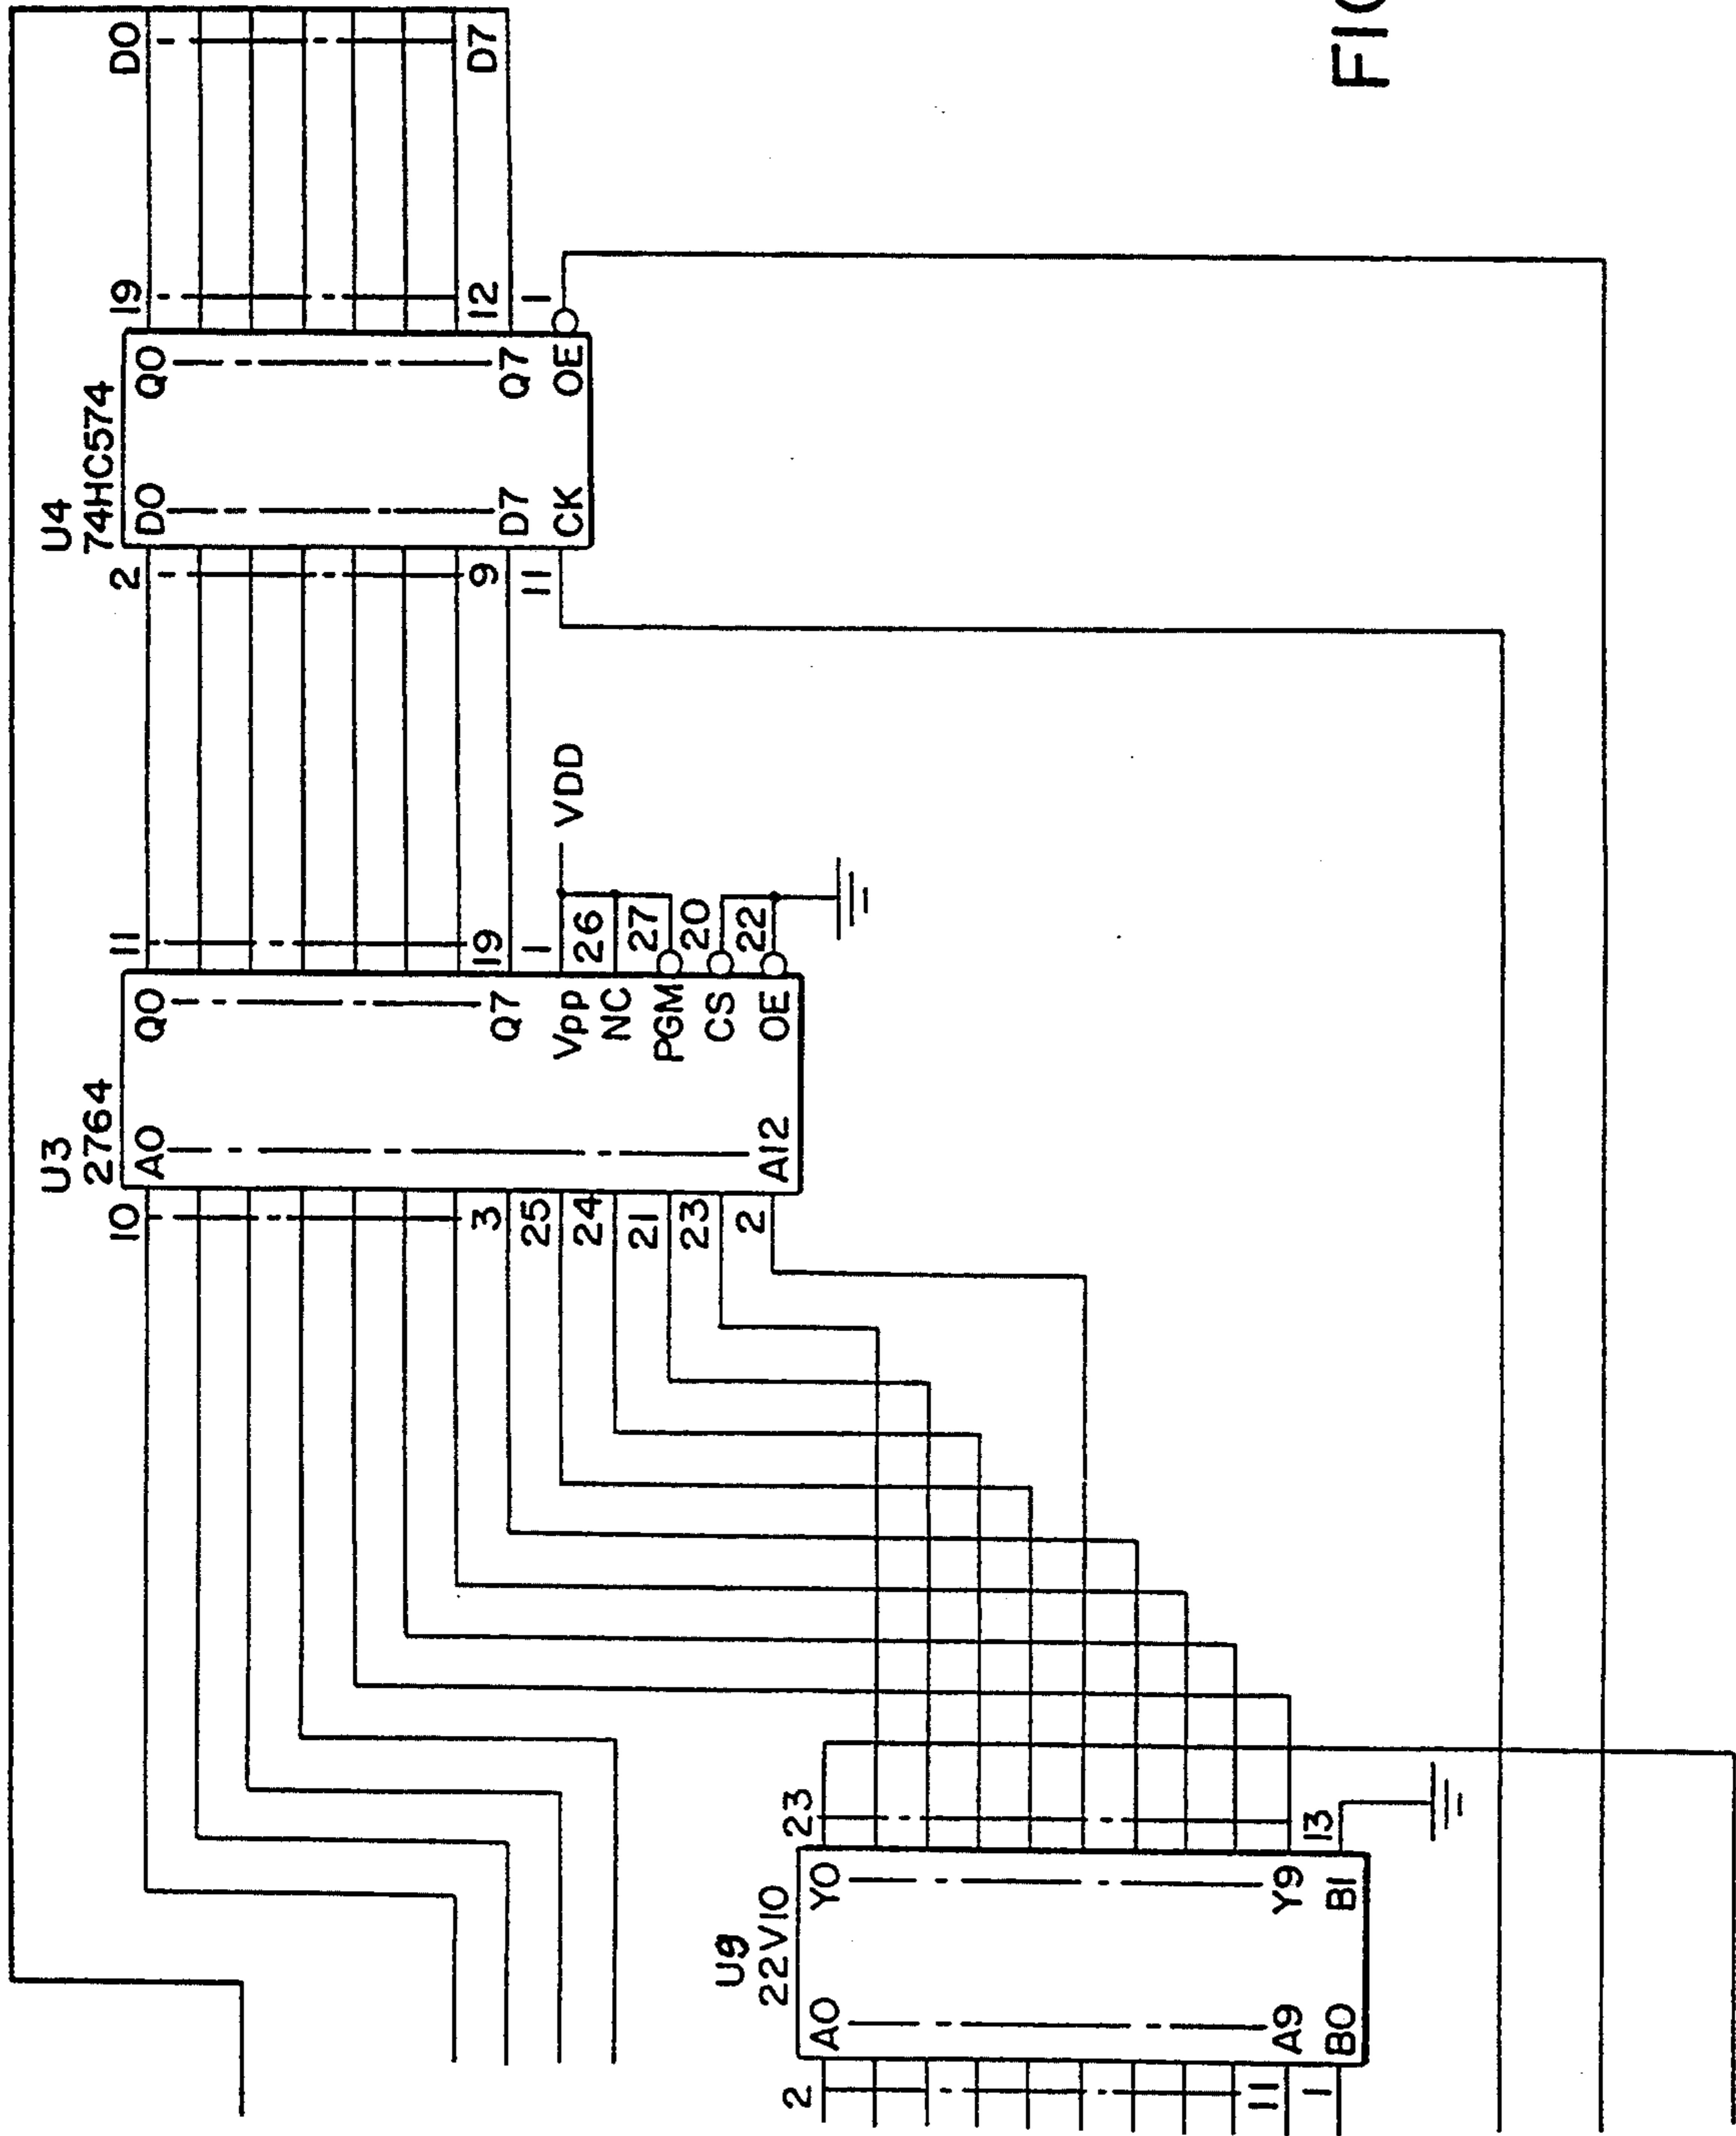 FIG
D0
D7
19
12
1
U4
74HC574
D0
Q0
D7
Q7
CK
OE
2
9
11
VDD
11
19
1
26
27
20
22
U3
2764
A0
Q0
Q7
Vpp
NC
PGM
CS
A12
OE
10
3
25
24
21
23
2
U9
22V10
A0
Y0
A9
Y9
B0
B1
23
13
2
11
1